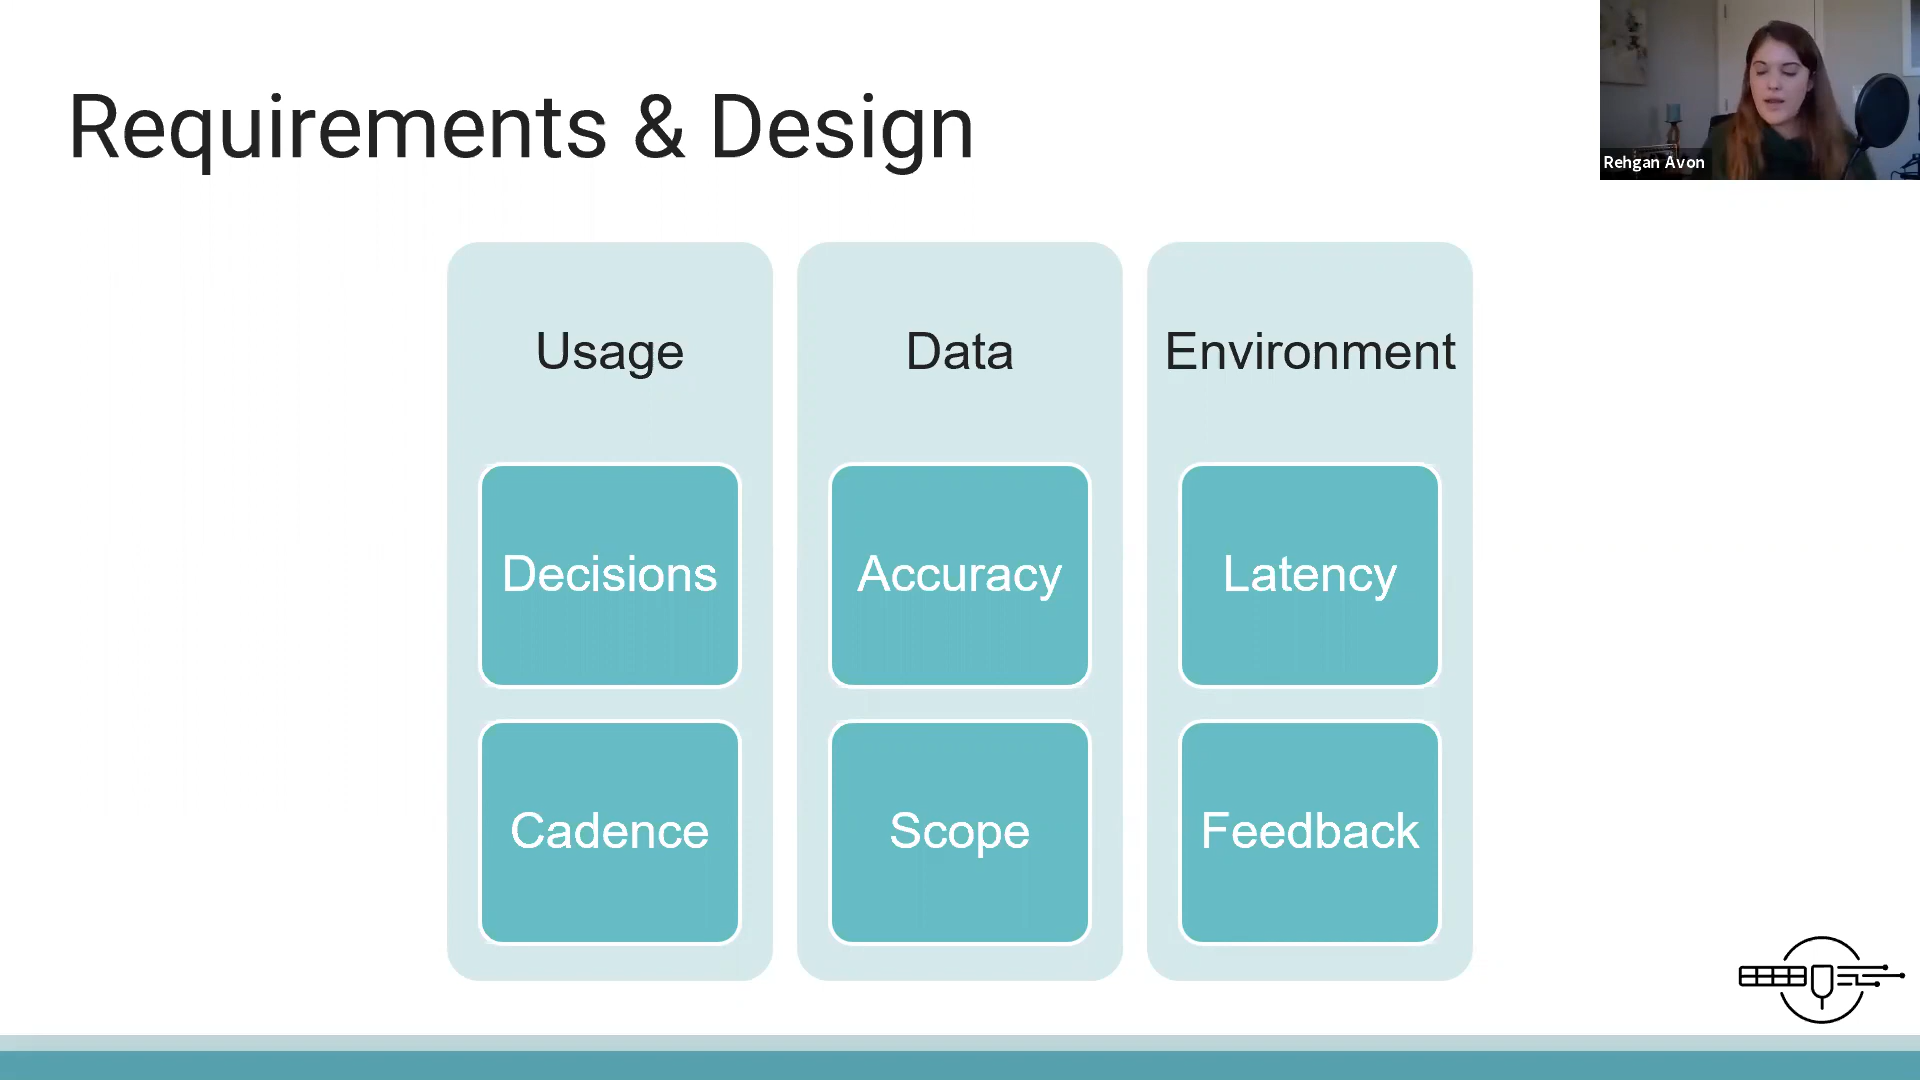 Requirements & Design
Rehgan Avon
Usage
Decisions
Cadence
Data
Accuracy
Scope
Environment
Latency
Feedback